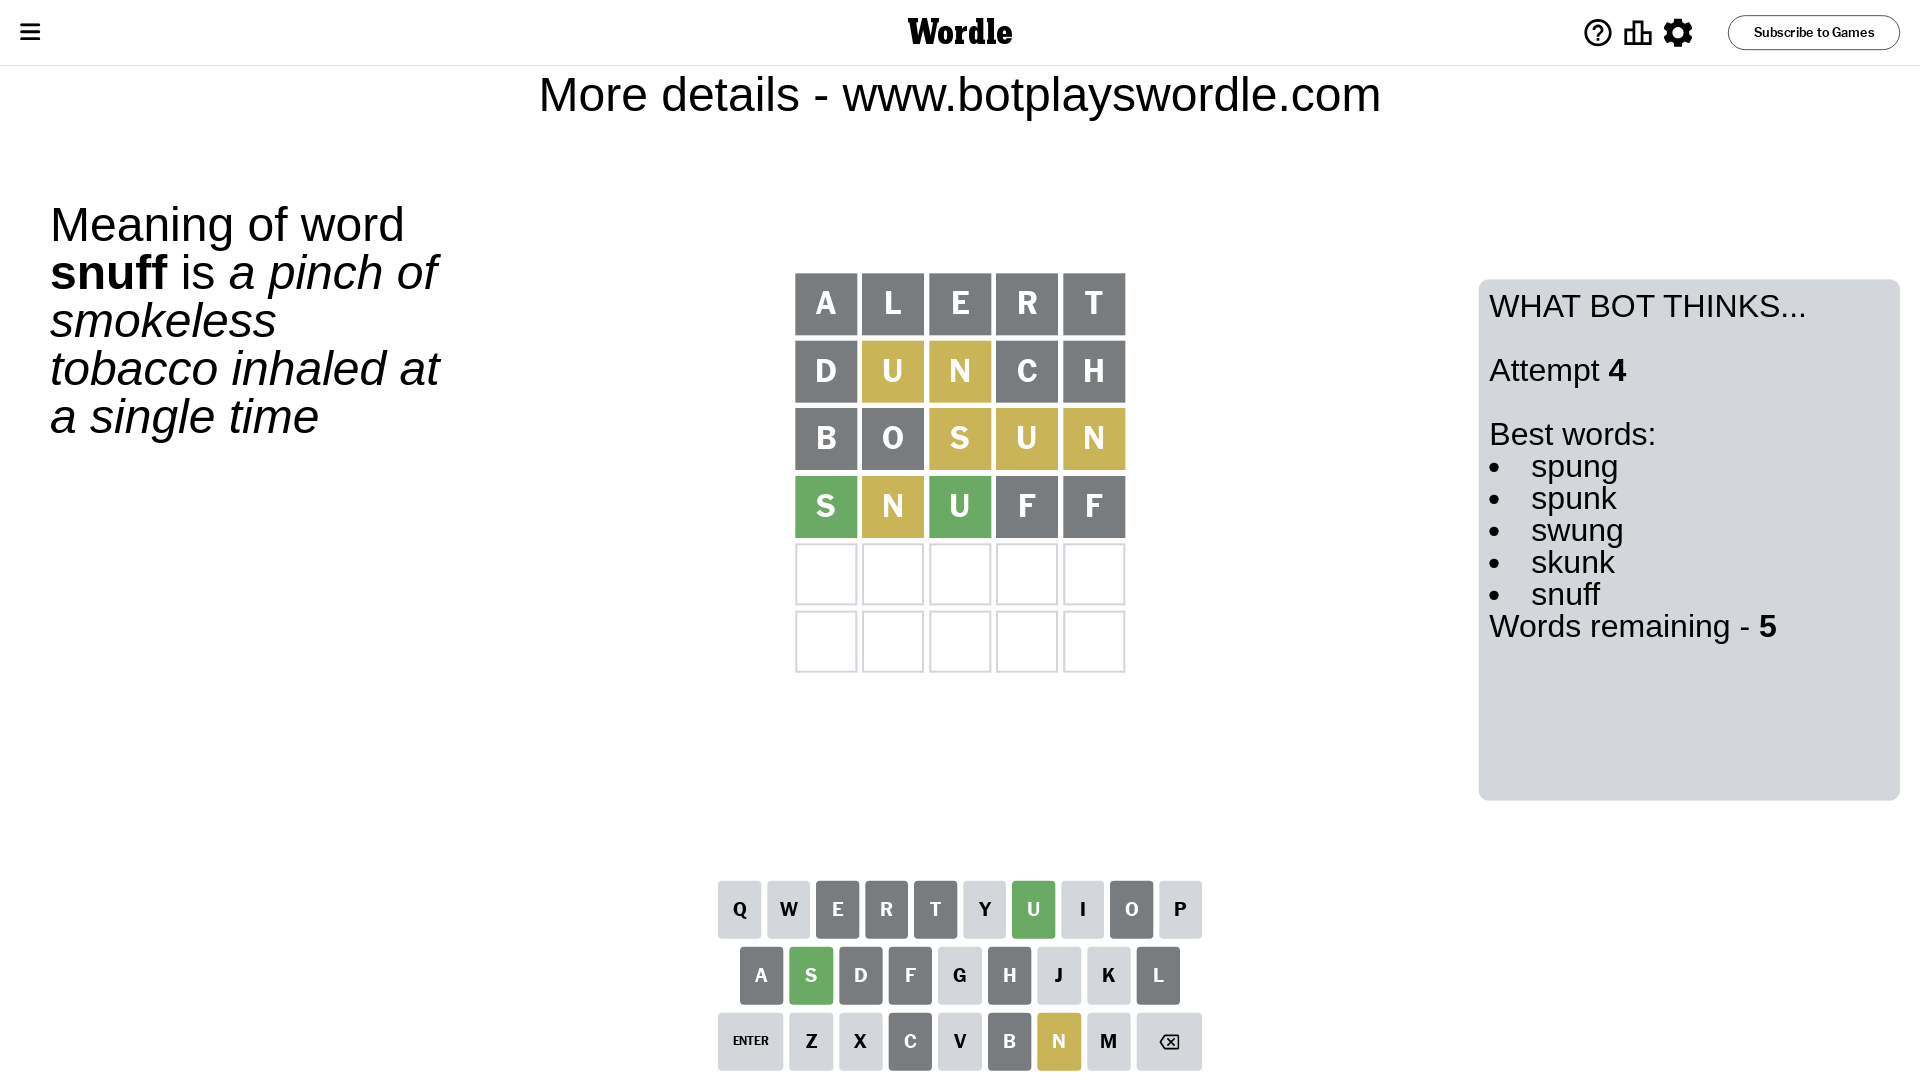 Wordle
Subscribe to Games
More details - www.botplayswordle.com
Meaning of word
snuff is a pinch of
smokeless
tobacco inhaled at
a single time
A L E R T
D U N C H
B O S U N
S N U F F
WHAT BOT THINKS...
Attempt 4
Best words:
• spung
• spunk
• swung
• skunk
• snuff
Words remaining - 5
Q W E R T Y U I O P
A S D F G H J K L
ENTER Z X C V B N M